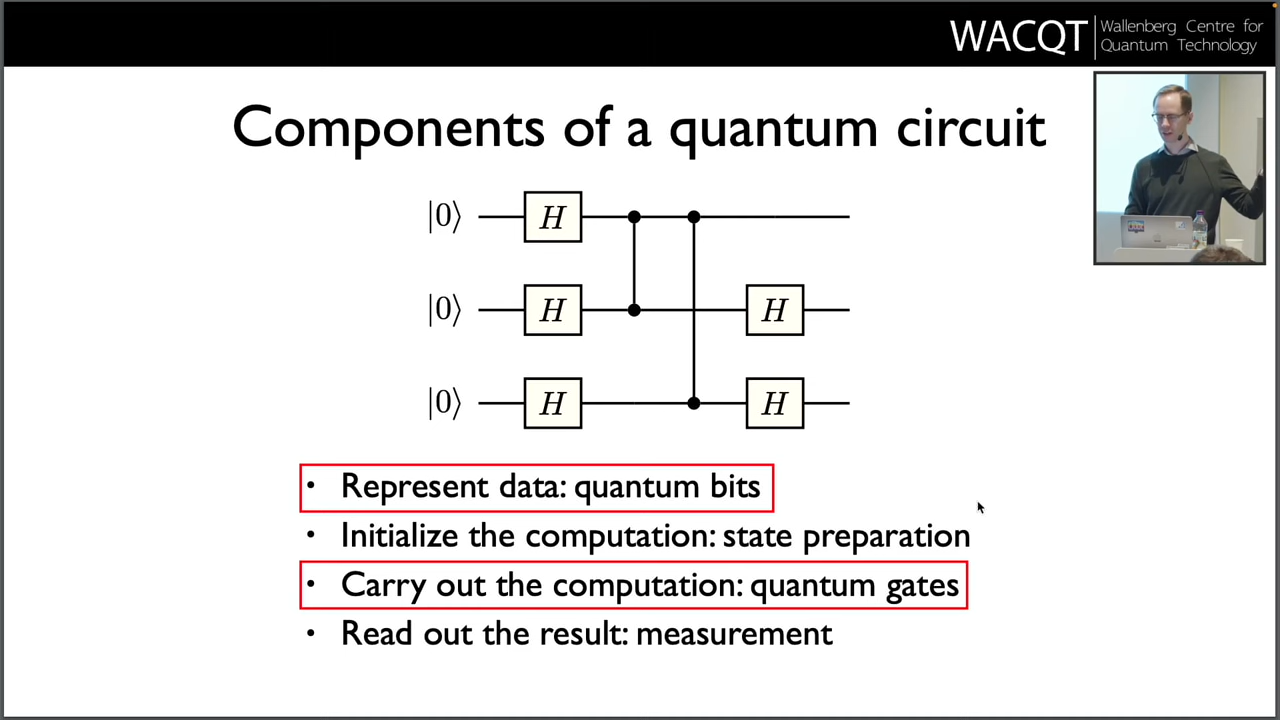 WACQT
Wallenberg Centre for
Quantum Technology
Components of a quantum circuit
|0⟩ H
|0⟩ H H
|0⟩ H H
• Represent data: quantum bits
• Initialize the computation: state preparation
• Carry out the computation: quantum gates
• Read out the result: measurement